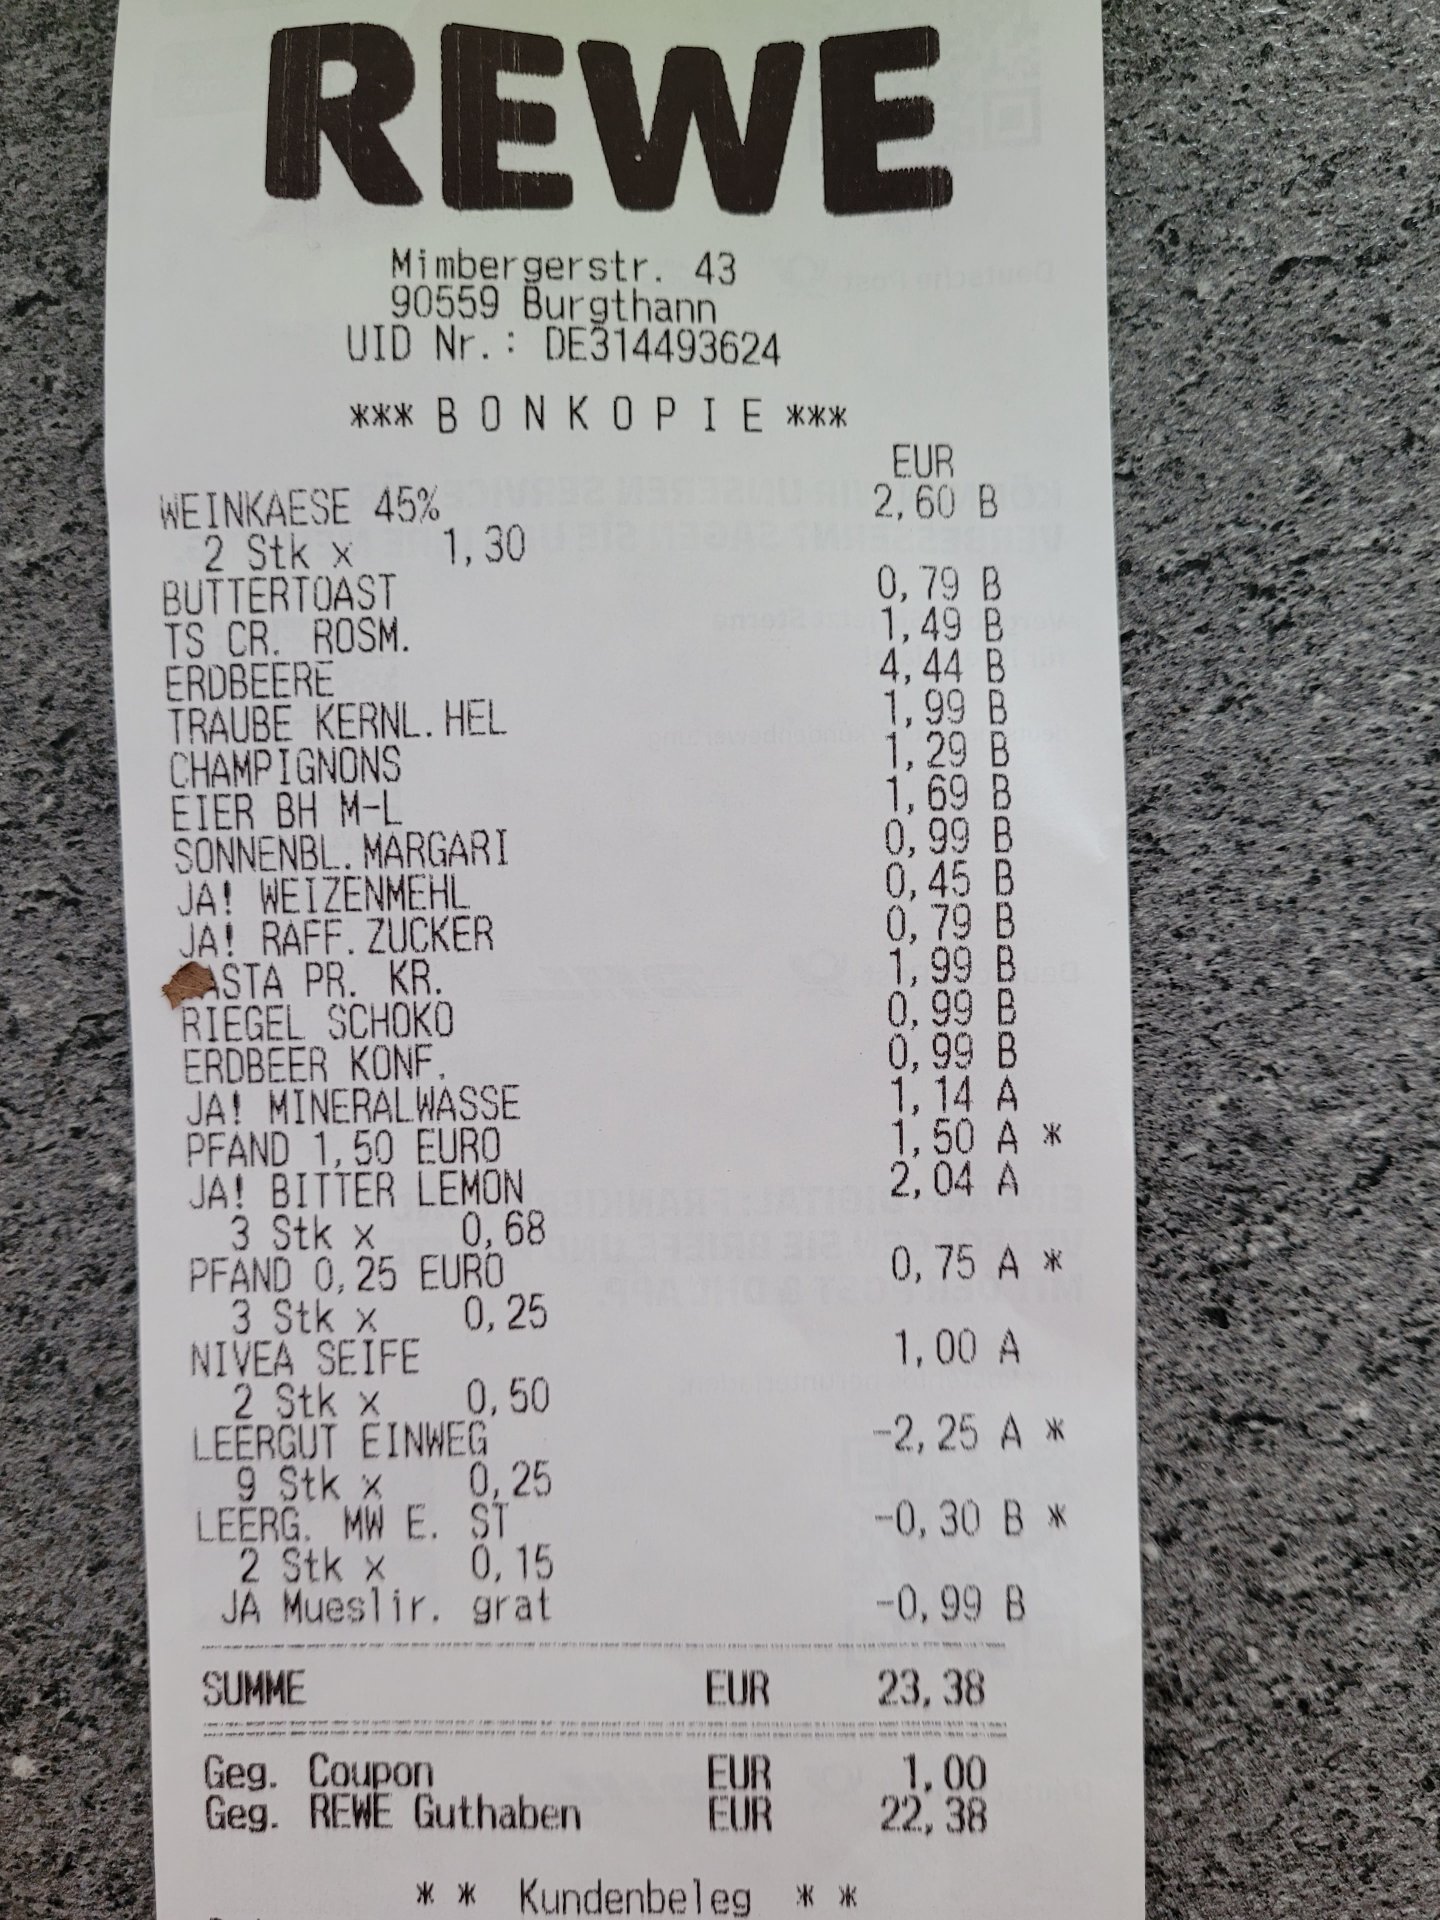 REWE
Mimbergerstr. 43
90559 Burgthann
UID Nr.: DE314493624
*** B O N K O P I E ***
EUR
WEINKAESE 45% 2,60 B
2 Stk x 1,30
BUTTERTOAST 0,79 B
TS CR. ROSM. 1,49 B
ERDBEERE 4,44 B
TRAUBE KERNL.HEL 1,99 B
CHAMPIGNONS 1,29 B
EIER BH M-L 1,69 B
SONNENBL.MARGARI 0,99 B
JA! WEIZENMEHL 0,45 B
JA! RAFF.ZUCKER 0,79 B
ASTA PR. KR. 1,99 B
RIEGEL SCHOKO 0,99 B
ERDBEER KONF. 0,99 B
JA! MINERALWASSE 1,14 A
PFAND 1,50 EURO 1,50 A *
JA! BITTER LEMON 2,04 A
3 Stk x 0,68
PFAND 0,25 EURO 0,75 A *
3 Stk x 0,25
NIVEA SEIFE 1,00 A
2 Stk x 0,50
LEERGUT EINWEG -2,25 A *
9 Stk x 0,25
LEERG. MW E. ST -0,30 B *
2 Stk x 0,15
JA Mueslir. grat -0,99 B
SUMME EUR 23,38
Geg. Coupon EUR 1,00
Geg. REWE Guthaben EUR 22,38
* * Kundenbeleg * *